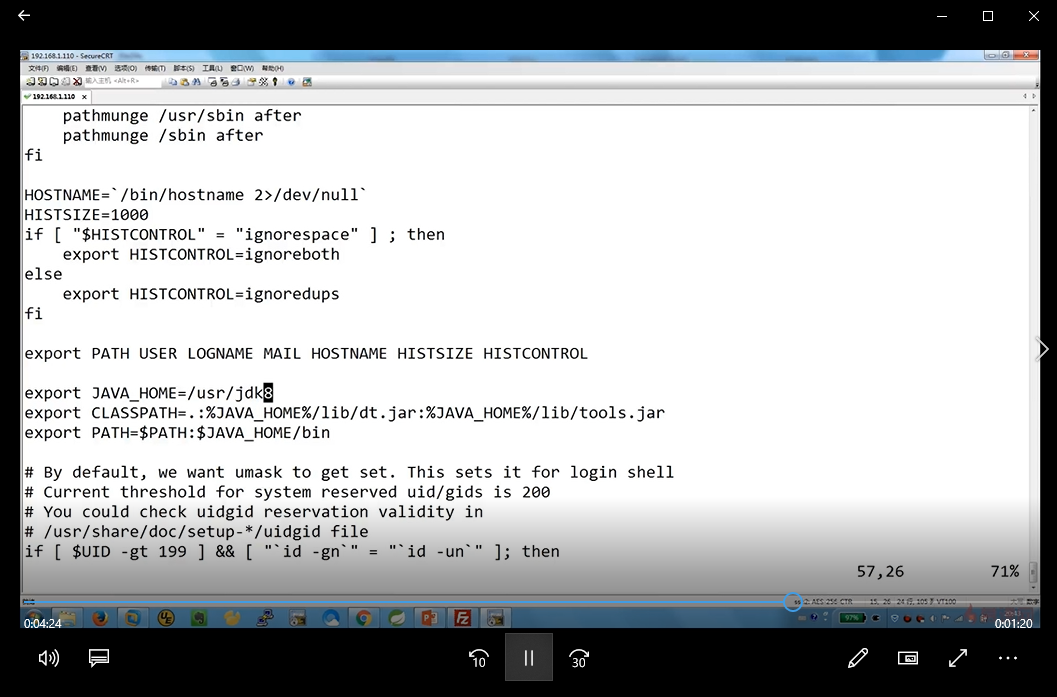 192.168.1.110 - SecureCRT
文件(F) 编辑(E) 查看(V) 选项(O) 传输(T) 脚本(S) 工具(L) 窗口(W) 帮助(H)
输入主机 <Alt+R>
192.168.1.110
    pathmunge /usr/sbin after
    pathmunge /sbin after
fi
HOSTNAME=`/bin/hostname 2>/dev/null`
HISTSIZE=1000
if [ "$HISTCONTROL" = "ignorespace" ] ; then
    export HISTCONTROL=ignoreboth
else
    export HISTCONTROL=ignoredups
fi
export PATH USER LOGNAME MAIL HOSTNAME HISTSIZE HISTCONTROL
export JAVA_HOME=/usr/jdk8
export CLASSPATH=.:%JAVA_HOME%/lib/dt.jar:%JAVA_HOME%/lib/tools.jar
export PATH=$PATH:$JAVA_HOME/bin
# By default, we want umask to get set. This sets it for login shell
# Current threshold for system reserved uid/gids is 200
# You could check uidgid reservation validity in
# /usr/share/doc/setup-*/uidgid file
if [ $UID -gt 199 ] && [ "`id -gn`" = "`id -un`" ]; then
57,26 71%
AES-256-CTR 15, 26 24 行, 105 列 VT100
97%
0:04:24 0:01:20
10 30